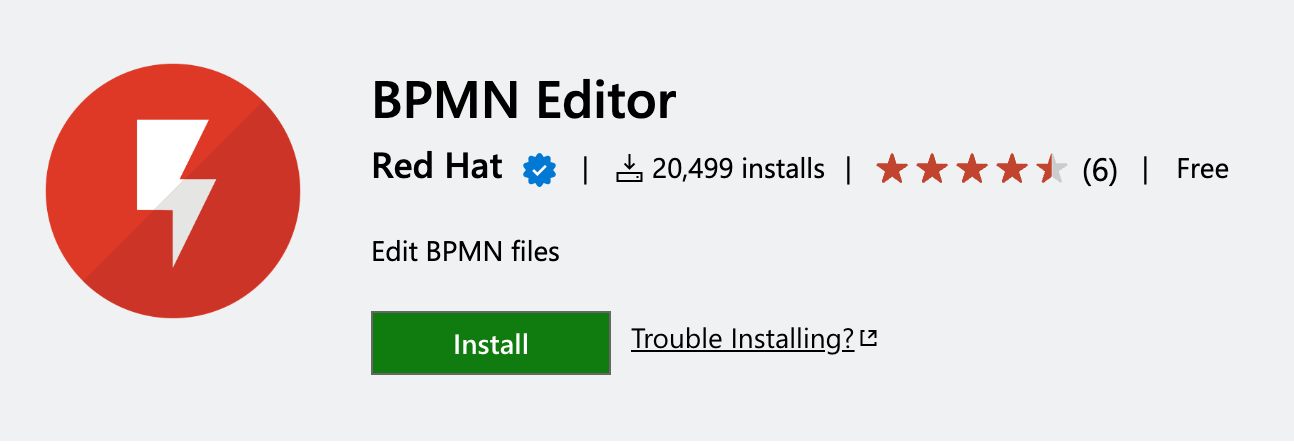 BPMN Editor
Red Hat | 20,499 installs | (6) | Free
Edit BPMN files
Install Trouble Installing?